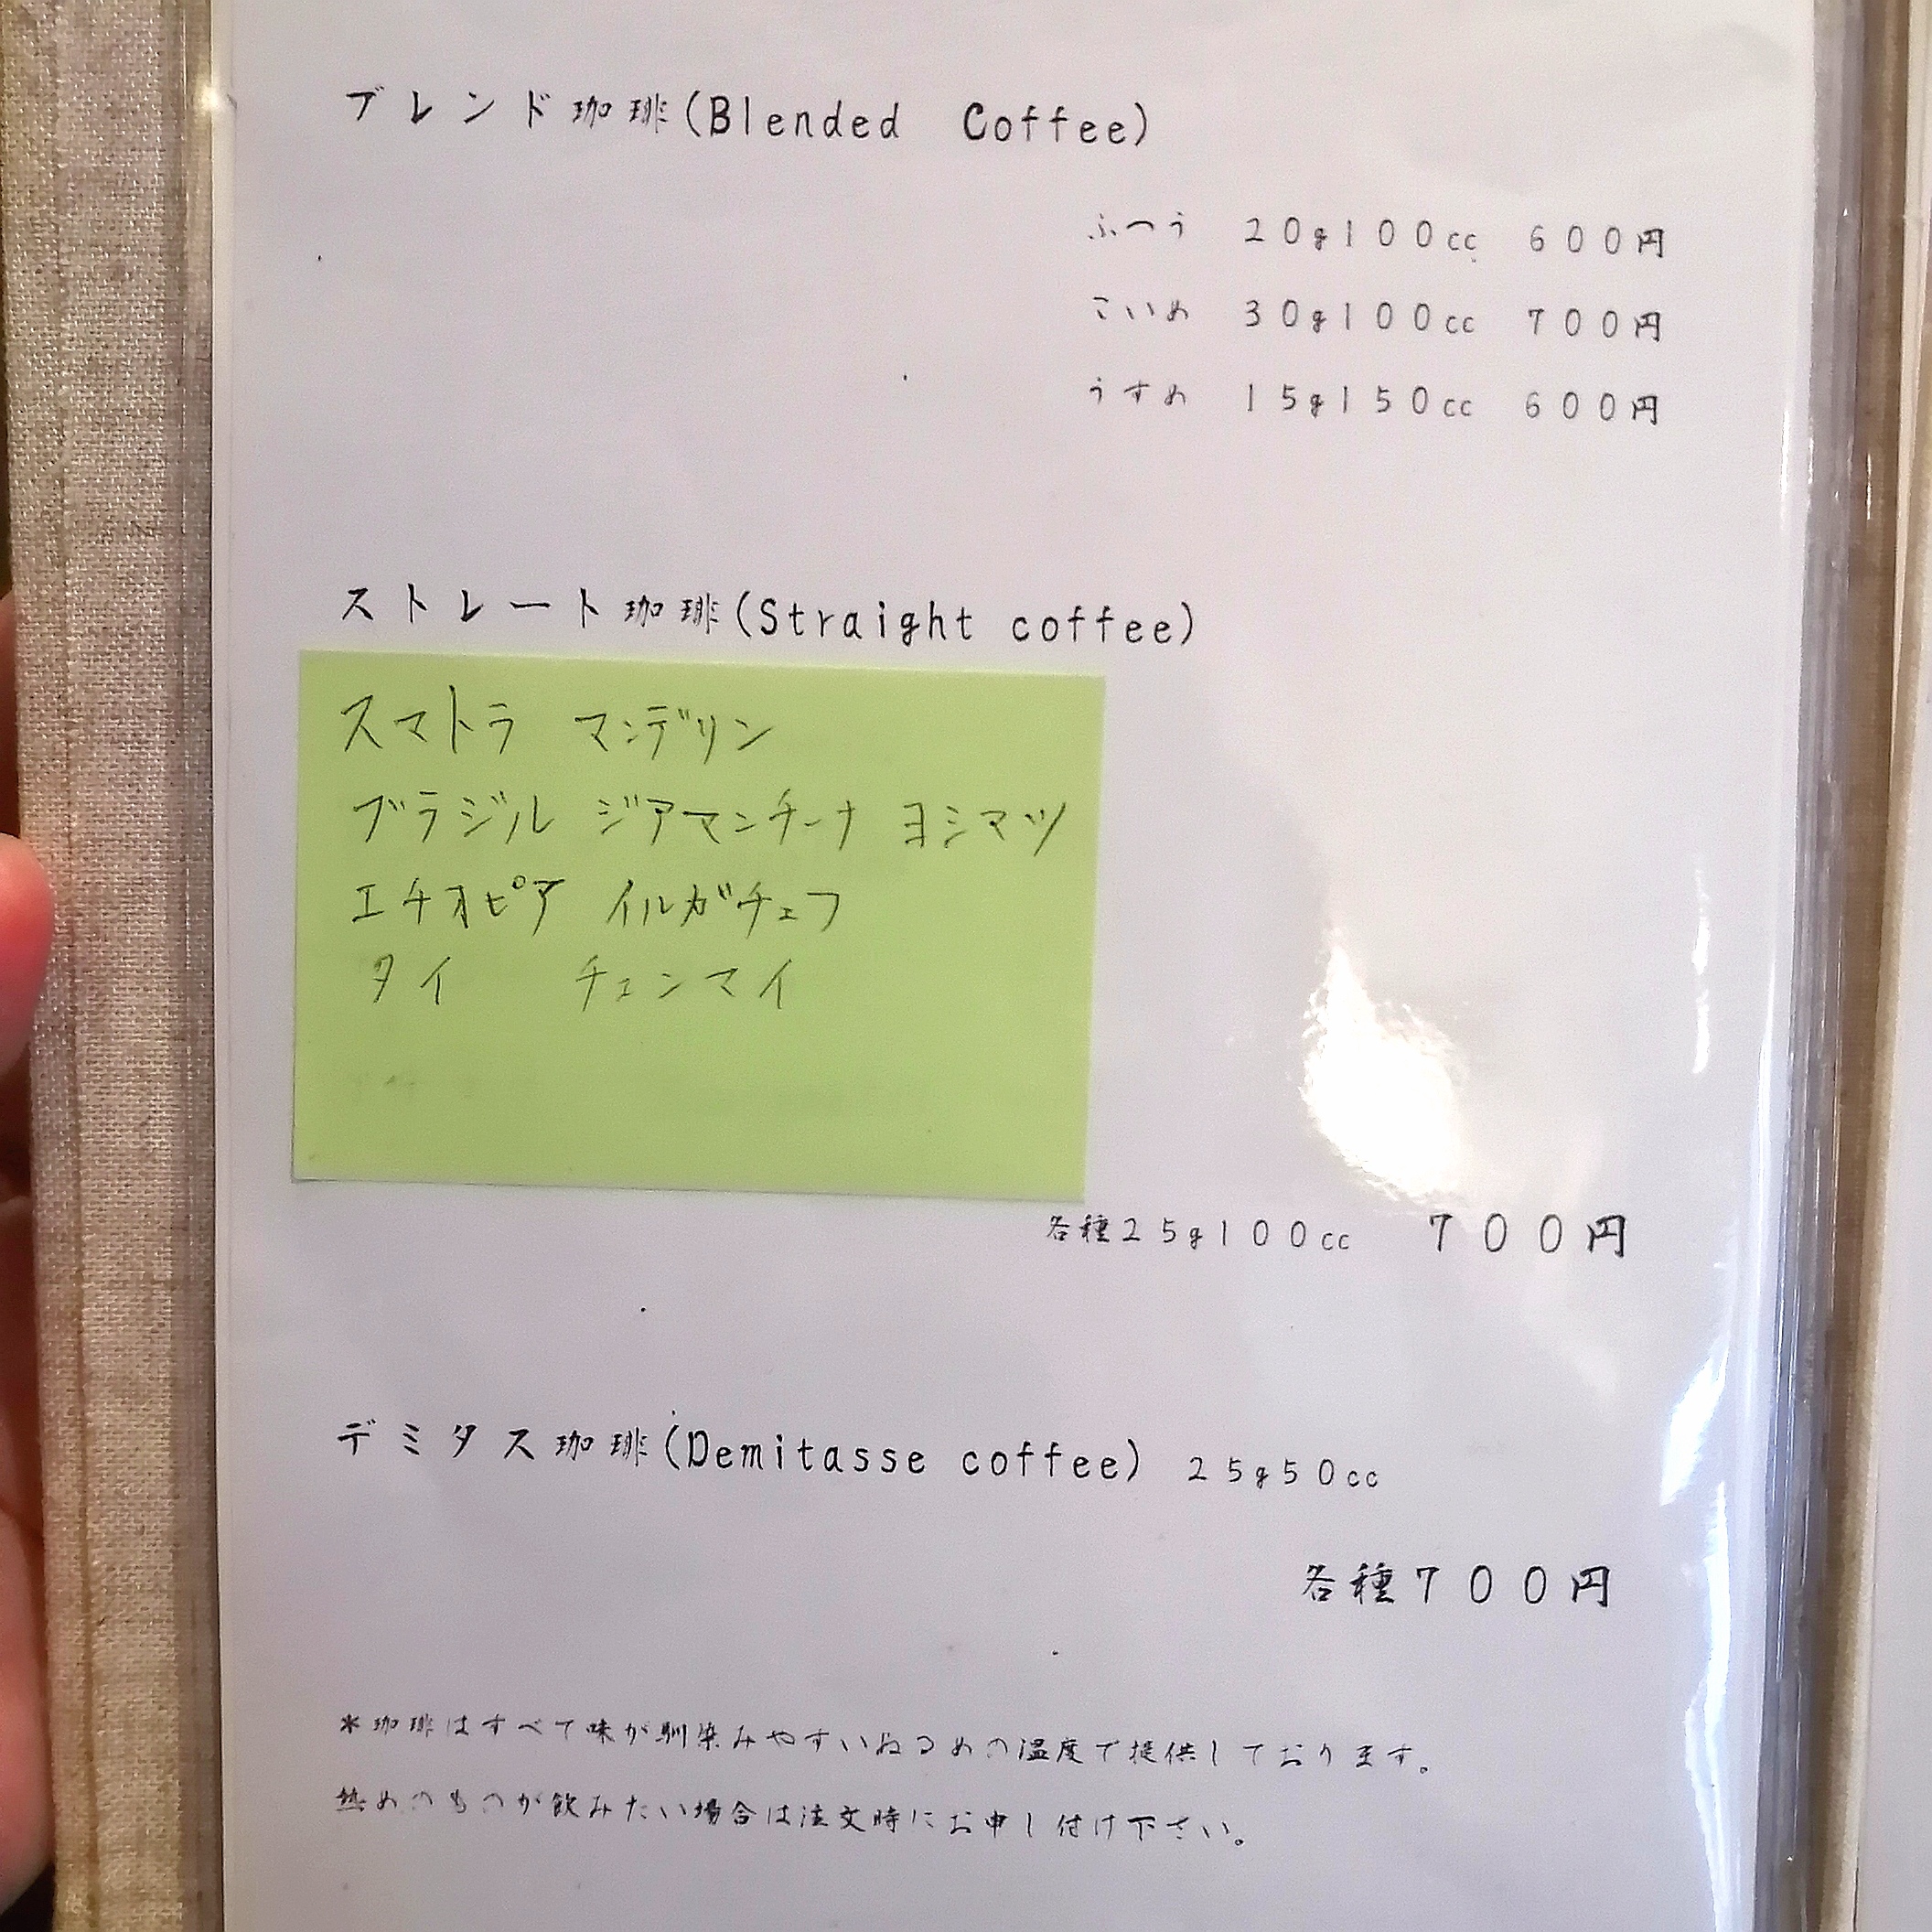 ブレンド珈琲(Blended Coffee)
ふつう 20g100cc 600円
こいめ 30g100cc 700円
うすめ 15g150cc 600円
ストレート珈琲(Straight coffee)
スマトラ マンデリン
ブラジル ジアマンチーナ ヨシマツ
エチオピア イルガチェフ
タイ チェンマイ
各種25g100cc 700円
デミタス珈琲(Demitasse coffee) 25g50cc
各種700円
*珈琲はすべて味が馴染みやすいぬるめの温度で提供しております。
熱めのものが飲みたい場合は注文時にお申し付け下さい。